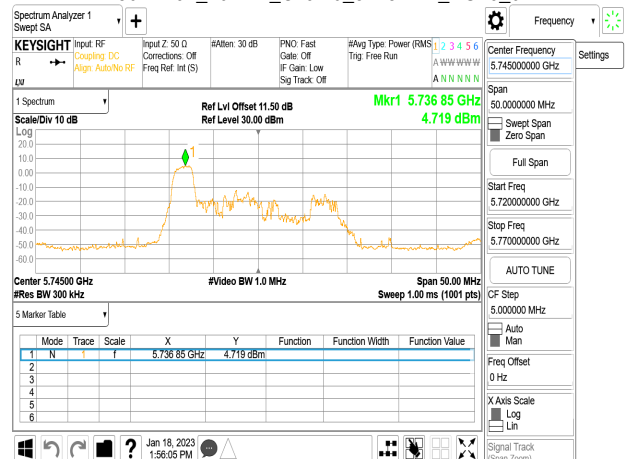 Spectrum Analyzer 1
Swept SA
Frequency
KEYSIGHT
R
Input: RF
Coupling: DC
Align: Auto/No RF
Input Z: 50 Ω
Corrections: Off
Freq Ref: Int (S)
#Atten: 30 dB
PNO: Fast
Gate: Off
IF Gain: Low
Sig Track: Off
#Avg Type: Power (RMS
Trig: Free Run
1 2 3 4 5 6
A W W W W W
A N N N N N
Center Frequency
5.745000000 GHz
Settings
Span
50.0000000 MHz
Swept Span
Zero Span
Full Span
Start Freq
5.720000000 GHz
Stop Freq
5.770000000 GHz
AUTO TUNE
CF Step
5.000000 MHz
Auto
Man
Freq Offset
0 Hz
X Axis Scale
Log
Lin
Signal Track
(Span Zoom)
1 Spectrum
Scale/Div 10 dB
Ref Lvl Offset 11.50 dB
Ref Level 30.00 dBm
Mkr1 5.736 85 GHz
4.719 dBm
Log
20.0
10.0
0.00
-10.0
-20.0
-30.0
-40.0
-50.0
-60.0
1
Center 5.74500 GHz
#Video BW 1.0 MHz
Span 50.00 MHz
#Res BW 300 kHz
Sweep 1.00 ms (1001 pts)
5 Marker Table
Mode Trace Scale X Y Function Function Width Function Value
1 N 1 f 5.736 85 GHz 4.719 dBm
2
3
4
5
6
?
Jan 18, 2023
1:56:05 PM